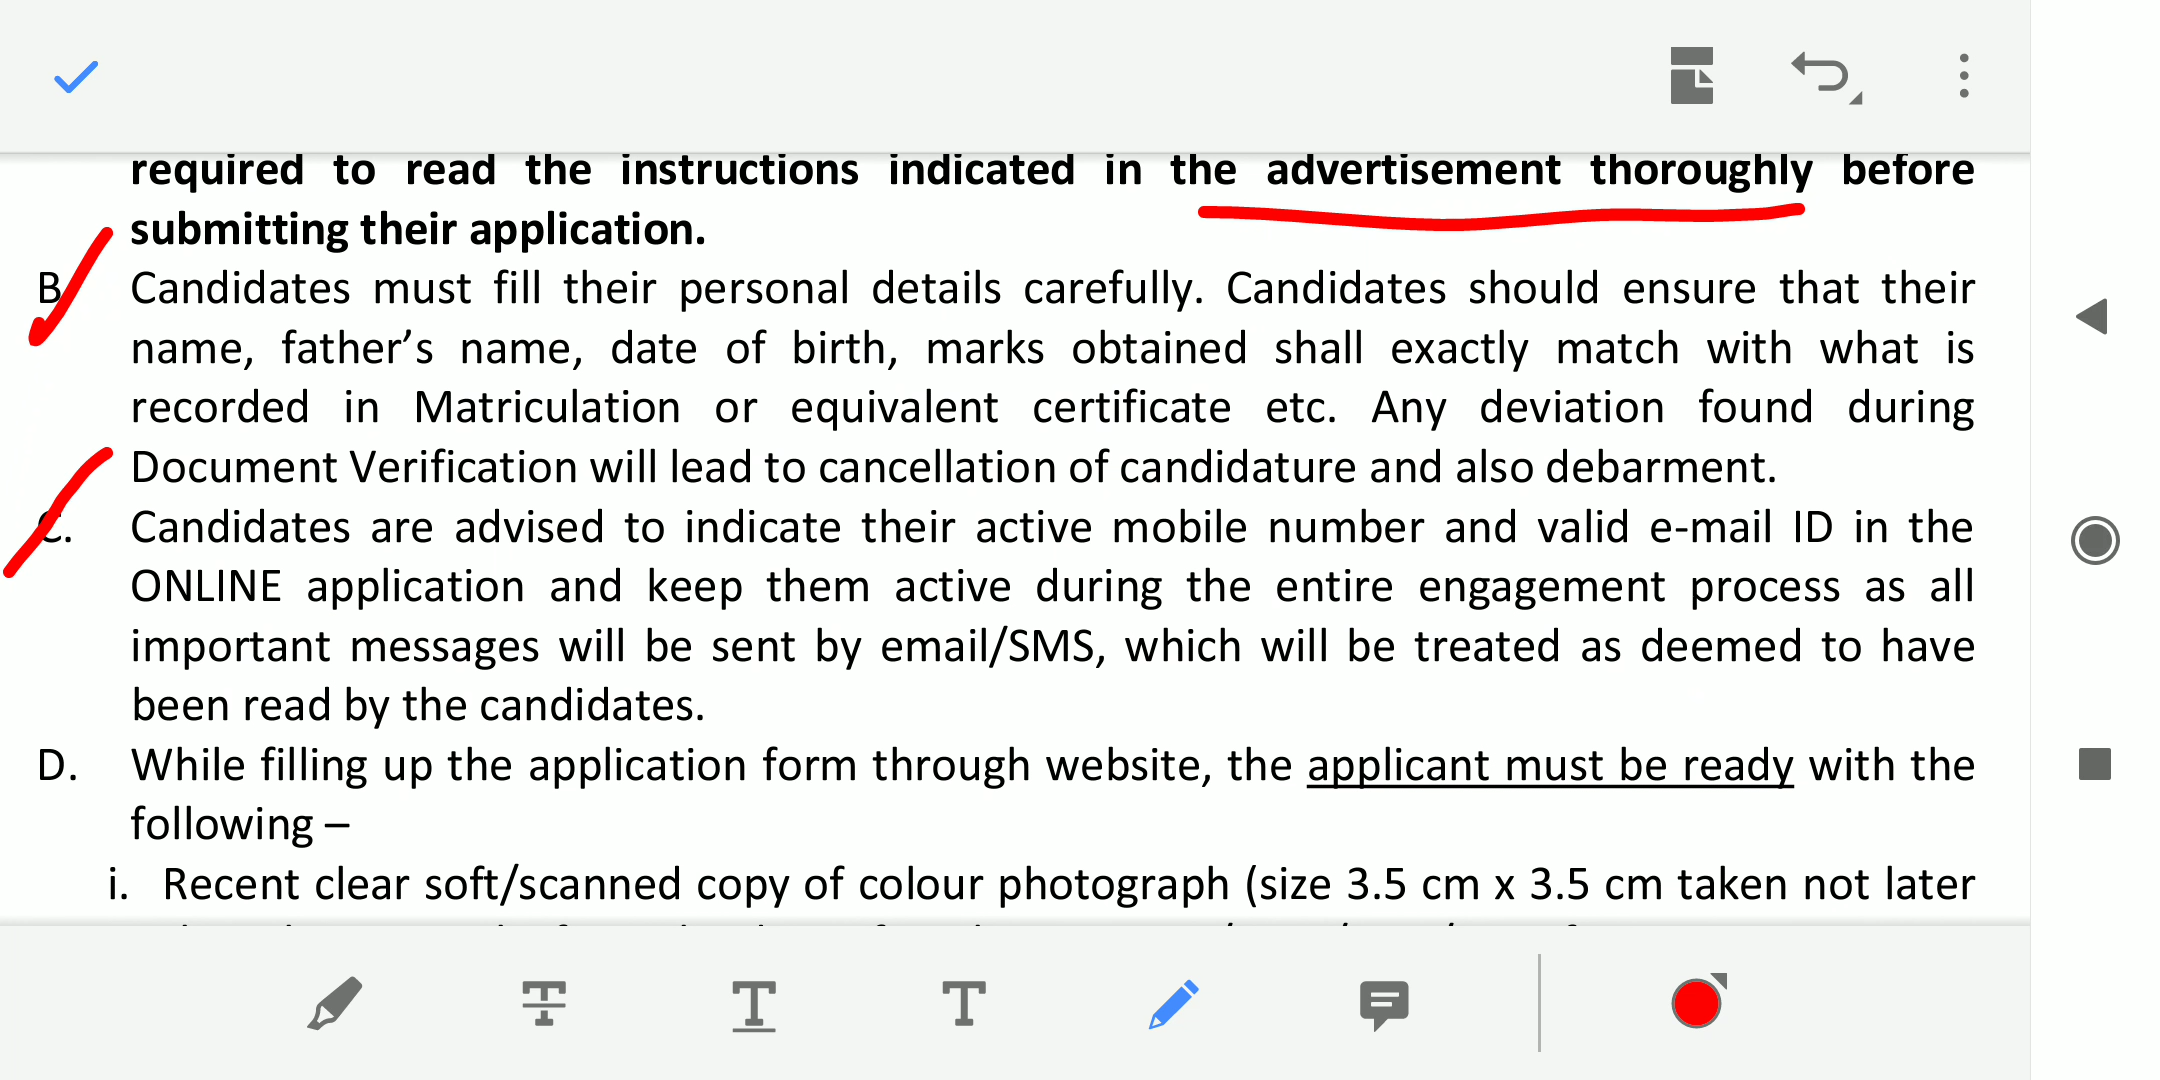 required to read the instructions indicated in the advertisement thoroughly before
submitting their application.
B. Candidates must fill their personal details carefully. Candidates should ensure that their
name, father’s name, date of birth, marks obtained shall exactly match with what is
recorded in Matriculation or equivalent certificate etc. Any deviation found during
Document Verification will lead to cancellation of candidature and also debarment.
C. Candidates are advised to indicate their active mobile number and valid e-mail ID in the
ONLINE application and keep them active during the entire engagement process as all
important messages will be sent by email/SMS, which will be treated as deemed to have
been read by the candidates.
D. While filling up the application form through website, the applicant must be ready with the
following –
i. Recent clear soft/scanned copy of colour photograph (size 3.5 cm x 3.5 cm taken not later